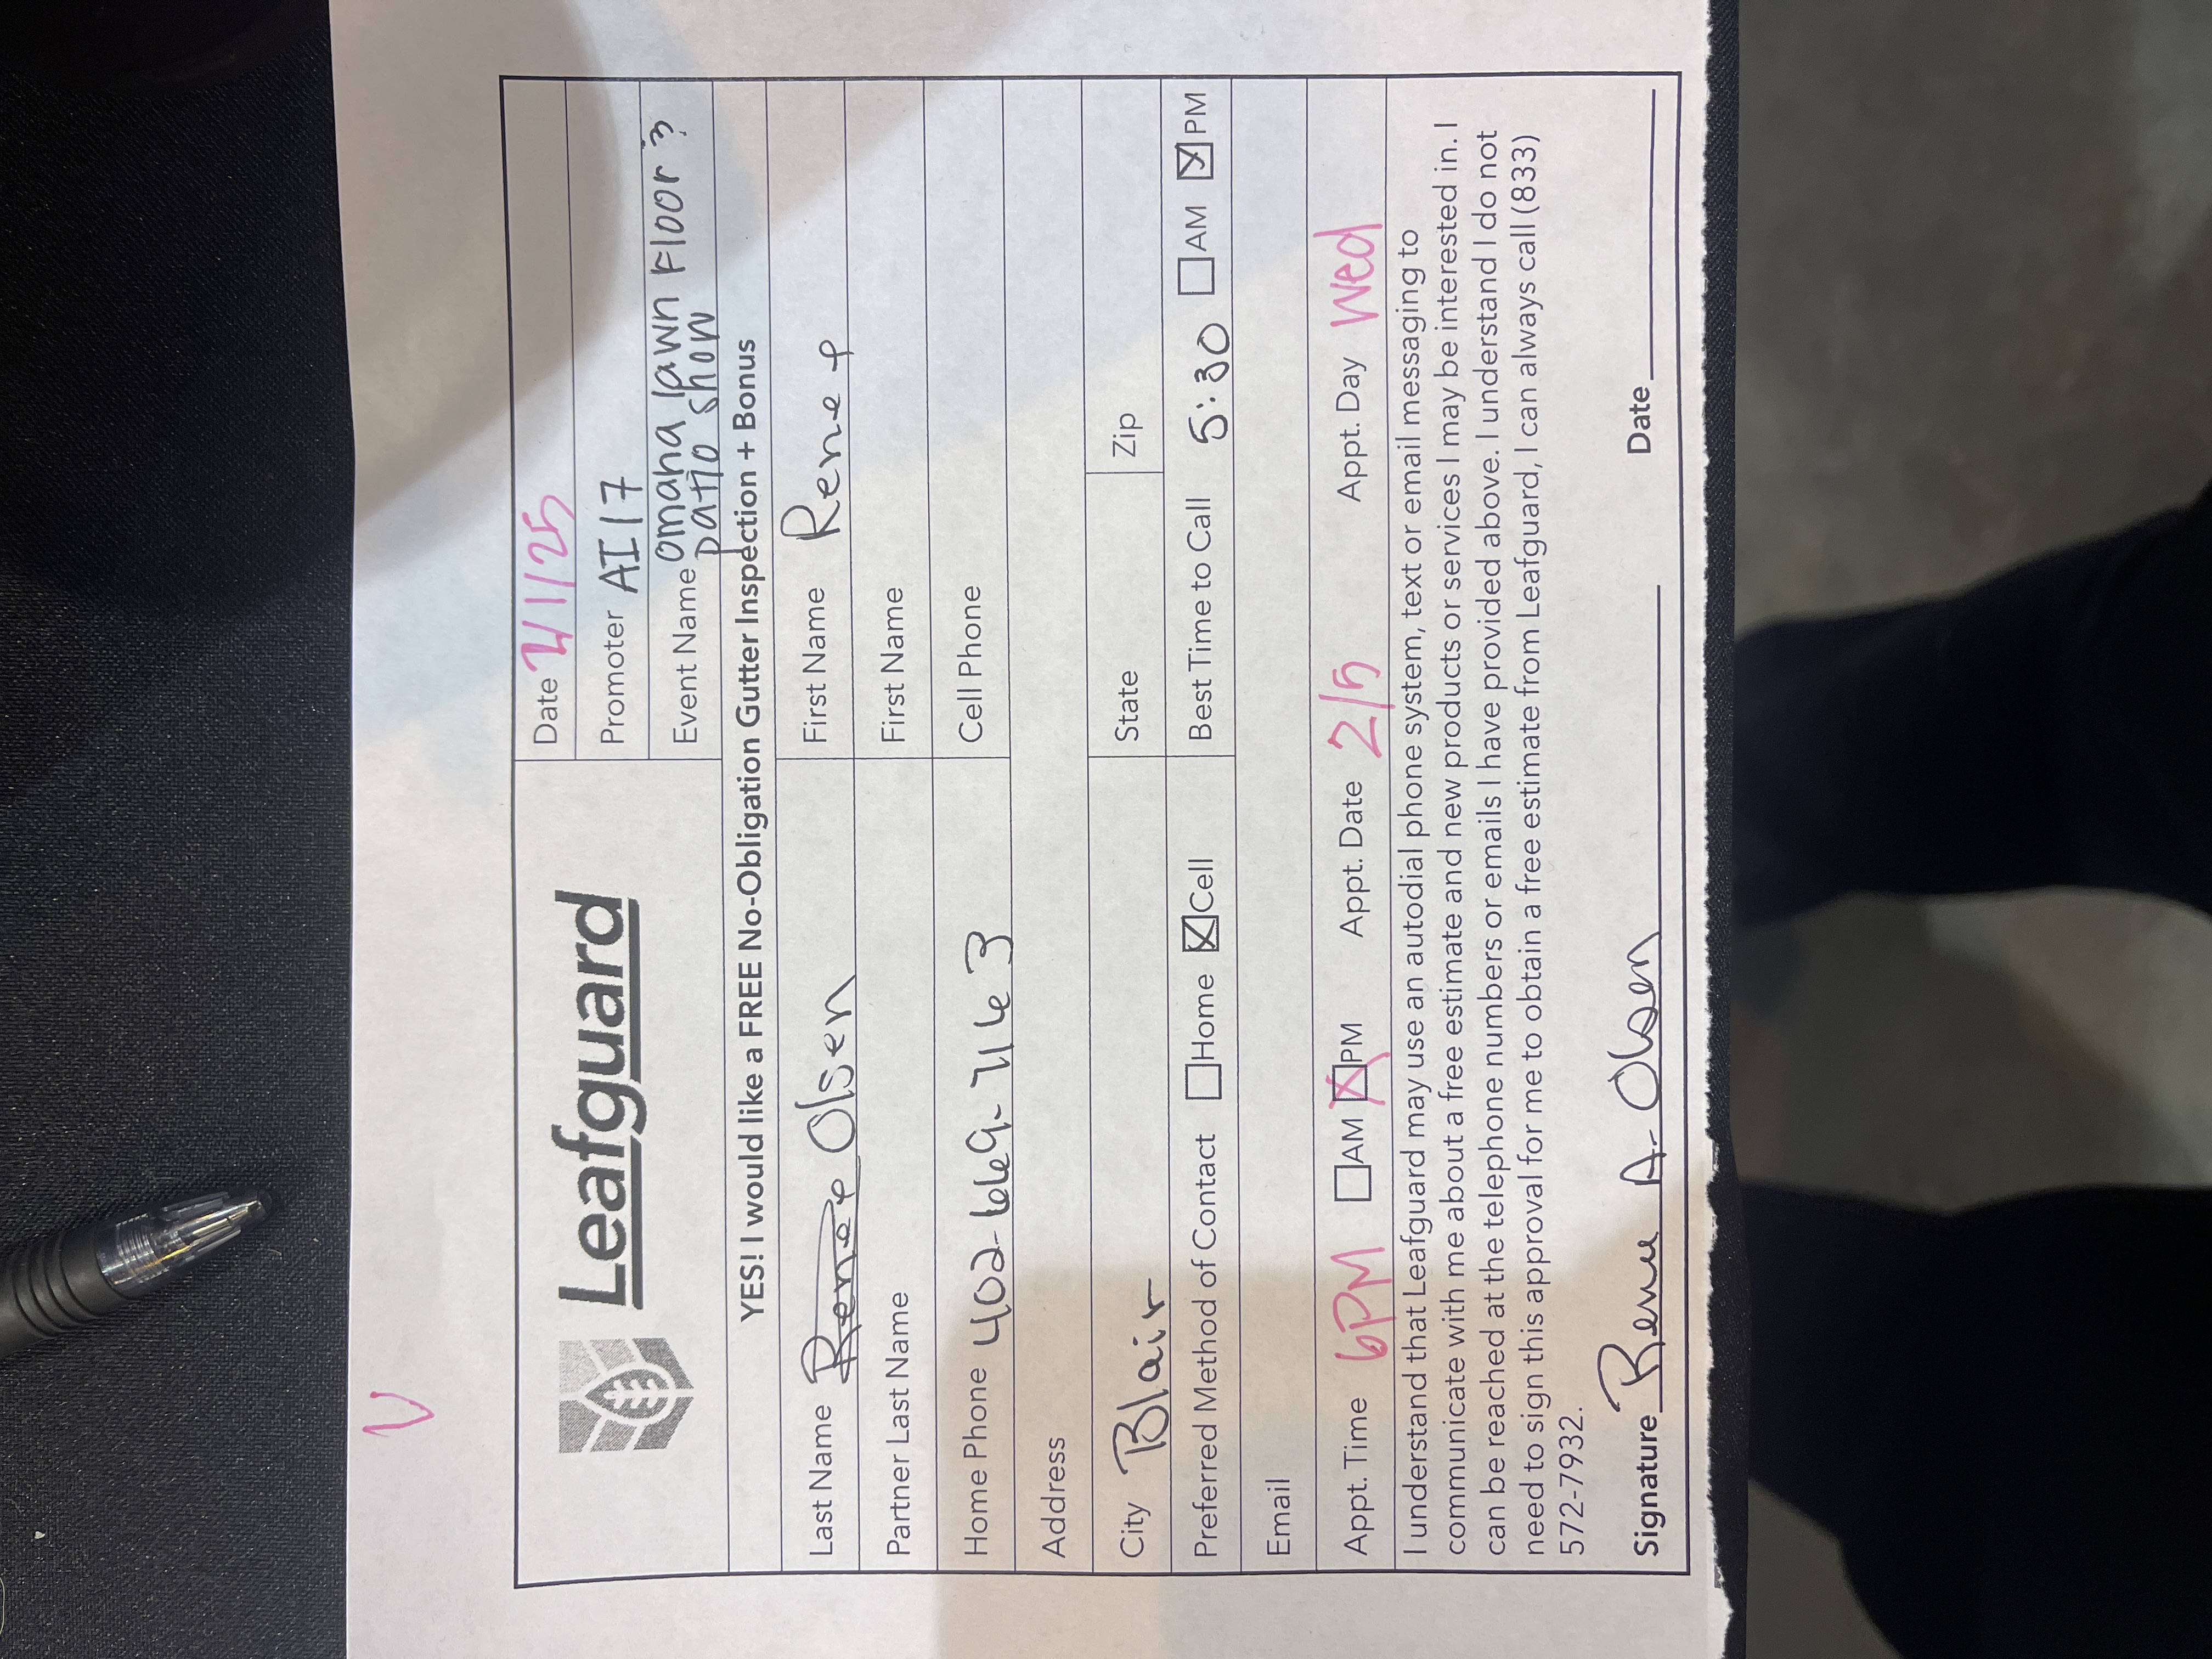 V
Leafguard
Date 2/1/25
Promoter AI17
Event Name omaha lawn Floor &
patio show
YES! I would like a FREE No-Obligation Gutter Inspection + Bonus
Last Name Renee Olsen
First Name Renee
Partner Last Name
First Name
Home Phone 402-669-7163
Cell Phone
Address
City Blair
State
Zip
Preferred Method of Contact Home Cell
Best Time to Call 5:30 AM PM
Email
Appt. Time 6PM AM PM Appt. Date 2/5 Appt. Day Wed
I understand that Leafguard may use an autodial phone system, text or email messaging to
communicate with me about a free estimate and new products or services I may be interested in. I
can be reached at the telephone numbers or emails I have provided above. I understand I do not
need to sign this approval for me to obtain a free estimate from Leafguard, I can always call (833)
572-7932.
Signature Renee A. Olsen
Date